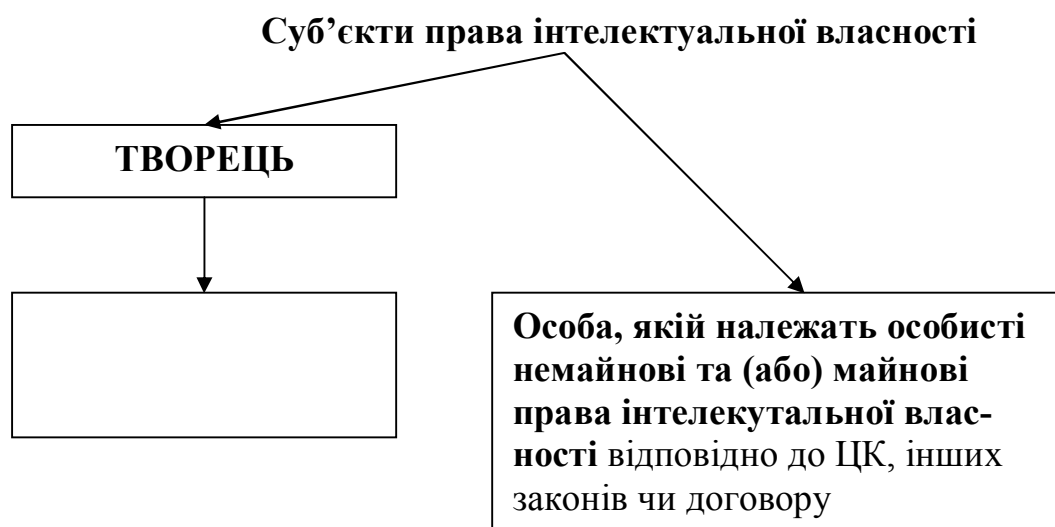 Суб’єкти права інтелектуальної власності
ТВОРЕЦЬ
Особа, якій належать особисті
немайнові та (або) майнові
права інтелекутальної влас-
ності відповідно до ЦК, інших
законів чи договору